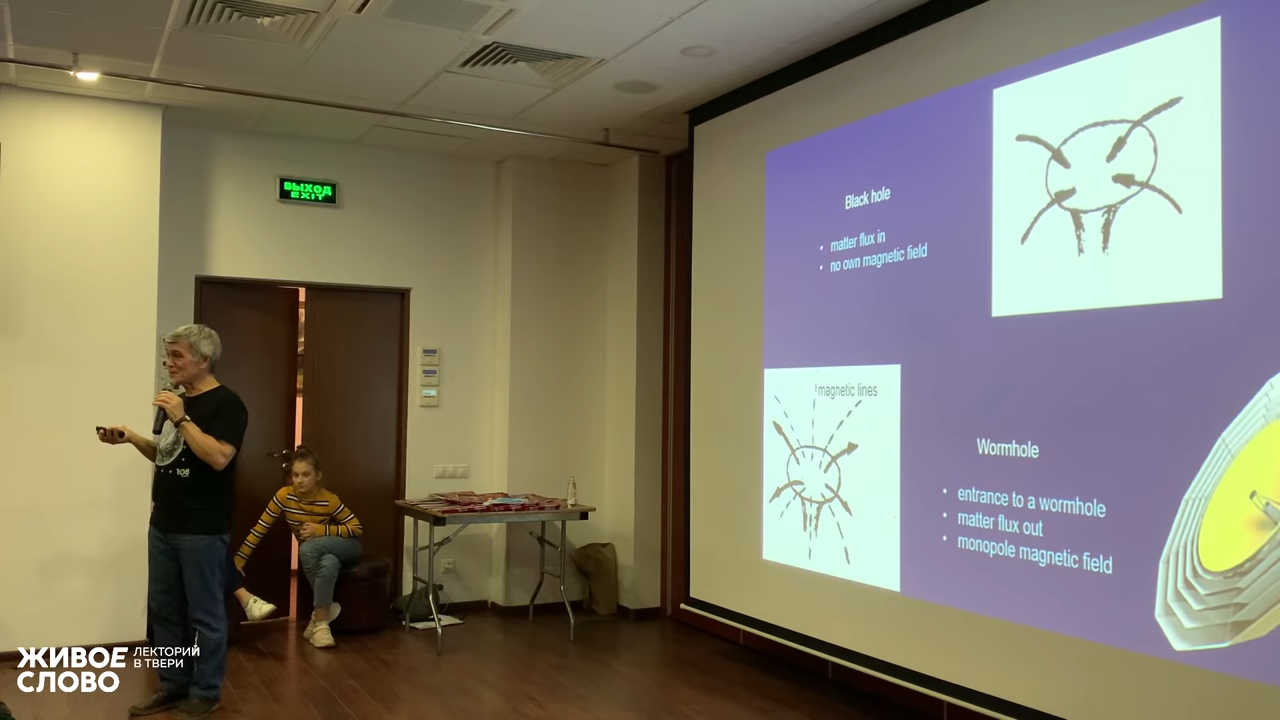 ВЫХОД
EXIT
Black hole
• matter flux in
• no own magnetic field
magnetic lines
Wormhole
• entrance to a wormhole
• matter flux out
• monopole magnetic field
ЖИВОЕ
СЛОВО
ЛЕКТОРИЙ
В ТВЕРИ